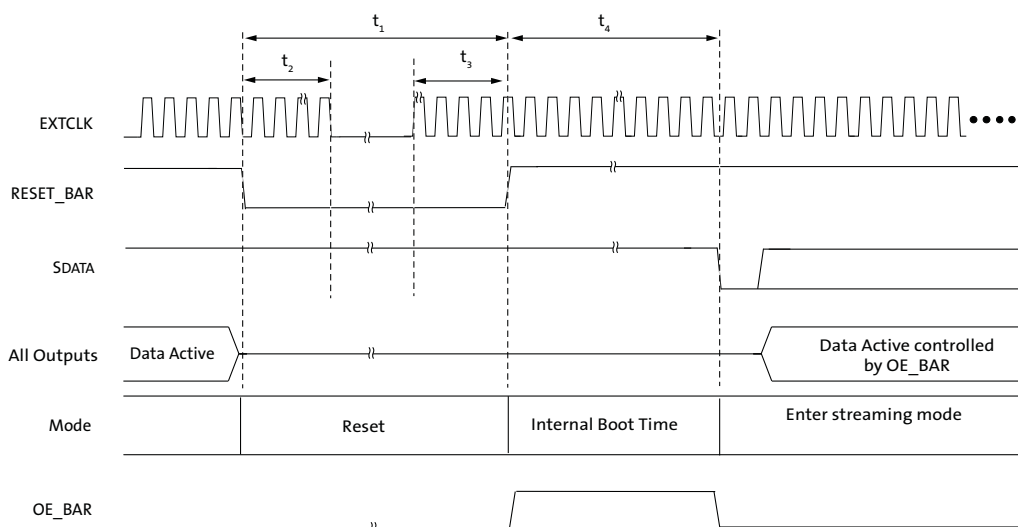 t1
t4
t2
t3
EXTCLK
RESET_BAR
SDATA
All Outputs
Data Active
Data Active controlled
by OE_BAR
Mode
Reset
Internal Boot Time
Enter streaming mode
OE_BAR